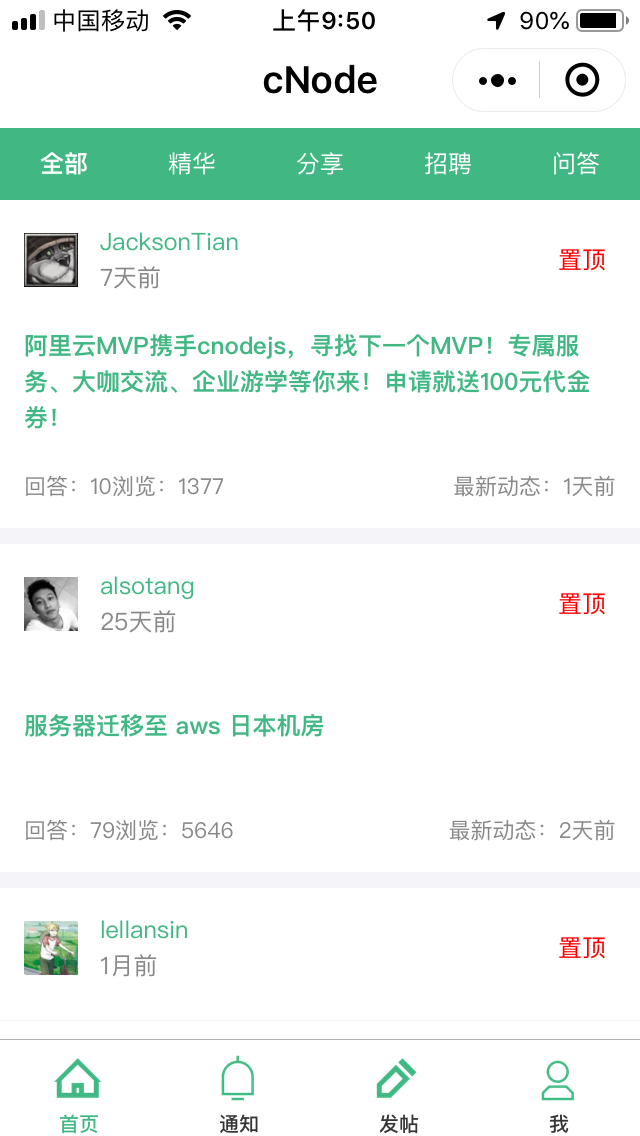 中国移动 上午9:50 90%
cNode
全部 精华 分享 招聘 问答
JacksonTian
7天前
置顶
阿里云MVP携手cnodejs，寻找下一个MVP！专属服
务、大咖交流、企业游学等你来！申请就送100元代金
券！
回答：10浏览：1377 最新动态：1天前
alsotang
25天前
置顶
服务器迁移至 aws 日本机房
回答：79浏览：5646 最新动态：2天前
lellansin
1月前
置顶
首页 通知 发帖 我